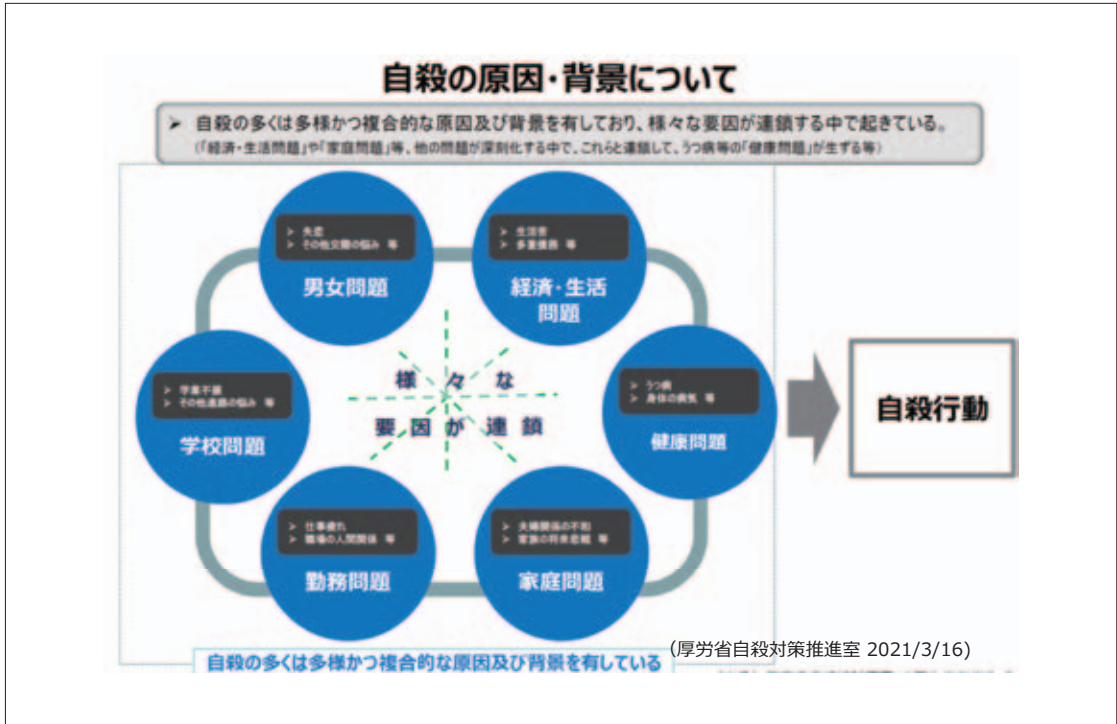 自殺の原因・背景について
➤ 自殺の多くは多様かつ複合的な原因及び背景を有しており、様々な要因が連鎖する中で起きている。
(「経済・生活問題」や「家庭問題」等、他の問題が深刻化する中で、これらと連鎖して、うつ病等の「健康問題」が生ずる等)
➤ 失恋
➤ その他交際の悩み 等
男女問題
➤ 生活苦
➤ 多重債務 等
経済・生活
問題
➤ 学業不振
➤ その他進路の悩み 等
学校問題
様々な
要因が連鎖
➤ うつ病
➤ 身体の病気 等
健康問題
自殺行動
➤ 仕事疲れ
➤ 職場の人間関係 等
勤務問題
➤ 夫婦関係の不和
➤ 家族の将来悲観 等
家庭問題
(厚労省自殺対策推進室 2021/3/16)
自殺の多くは多様かつ複合的な原因及び背景を有している